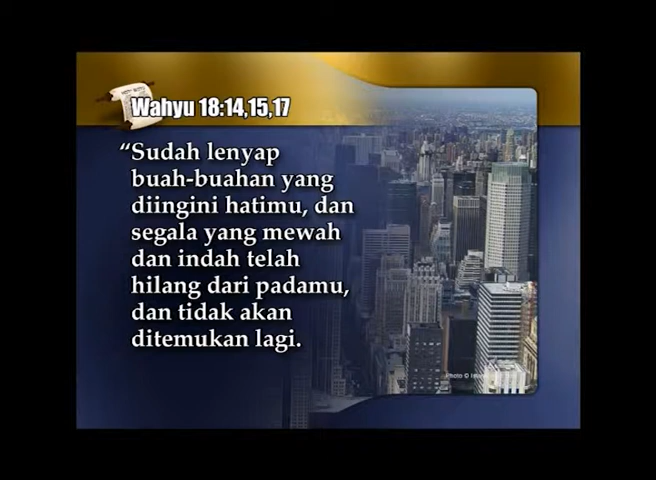 Wahyu 18:14,15,17
“Sudah lenyap
buah-buahan yang
diingini hatimu, dan
segala yang mewah
dan indah telah
hilang dari padamu,
dan tidak akan
ditemukan lagi.
Photo ©